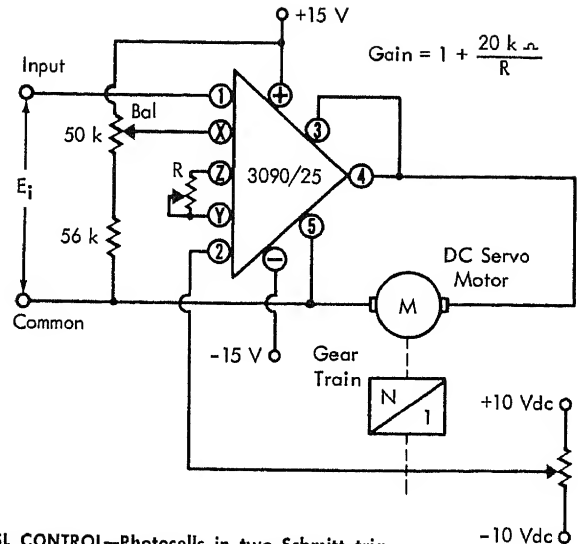 +15 V
Gain = 1 + 20 k Ω / R
Input
1
+
Bal
3
50 k
X
R
Z
3090/25
4
Ei
Y
5
56 k
2
−
DC Servo
Motor
M
Common
−15 V
Gear
Train
N
1
+10 Vdc
−10 Vdc